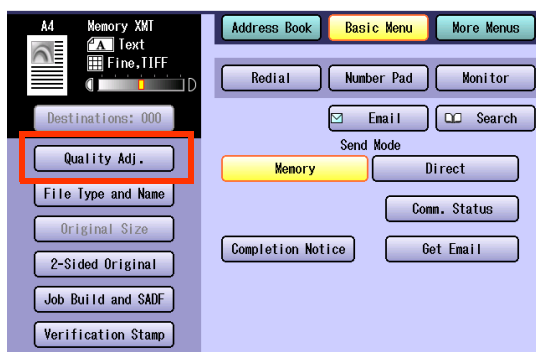 A4 Memory XMT
A Text
Fine,TIFF
D
Destinations: 000
Quality Adj.
File Type and Name
Original Size
2-Sided Original
Job Build and SADF
Verification Stamp
Address Book Basic Menu More Menus
Redial Number Pad Monitor
Email Search
Send Mode
Memory Direct
Comm. Status
Completion Notice Get Email